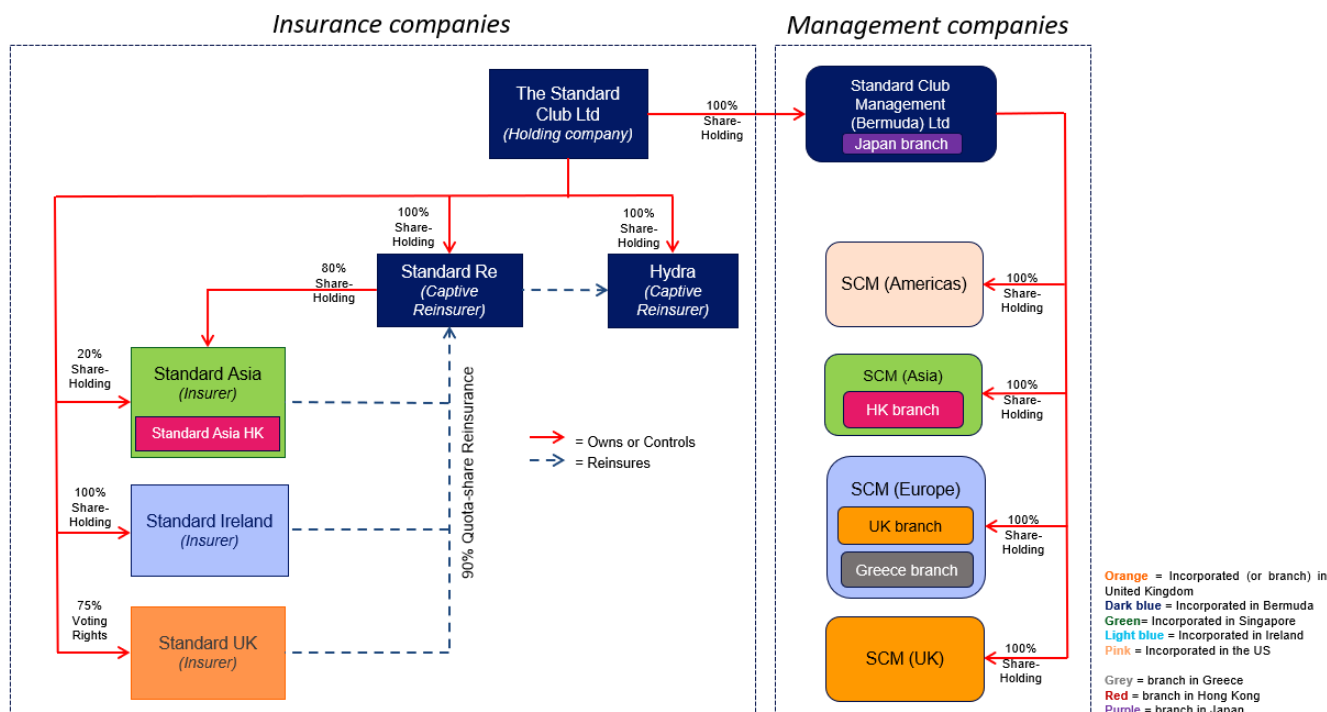 Insurance companies
Management companies
The Standard
Club Ltd
(Holding company)
100%
Share-
Holding
Standard Club
Management
(Bermuda) Ltd
Japan branch
100%
Share-
Holding
100%
Share-
Holding
80%
Share-
Holding
Standard Re
(Captive
Reinsurer)
Hydra
(Captive
Reinsurer)
SCM (Americas)
100%
Share-
Holding
20%
Share-
Holding
Standard Asia
(Insurer)
Standard Asia HK
SCM (Asia)
HK branch
100%
Share-
Holding
90% Quota-share Reinsurance
= Owns or Controls
= Reinsures
100%
Share-
Holding
Standard Ireland
(Insurer)
SCM (Europe)
UK branch
Greece branch
100%
Share-
Holding
75%
Voting
Rights
Standard UK
(Insurer)
SCM (UK)
100%
Share-
Holding
Orange = Incorporated (or branch) in
United Kingdom
Dark blue = Incorporated in Bermuda
Green= Incorporated in Singapore
Light blue = Incorporated in Ireland
Pink = Incorporated in the US
Grey = branch in Greece
Red = branch in Hong Kong
Purple = branch in Japan